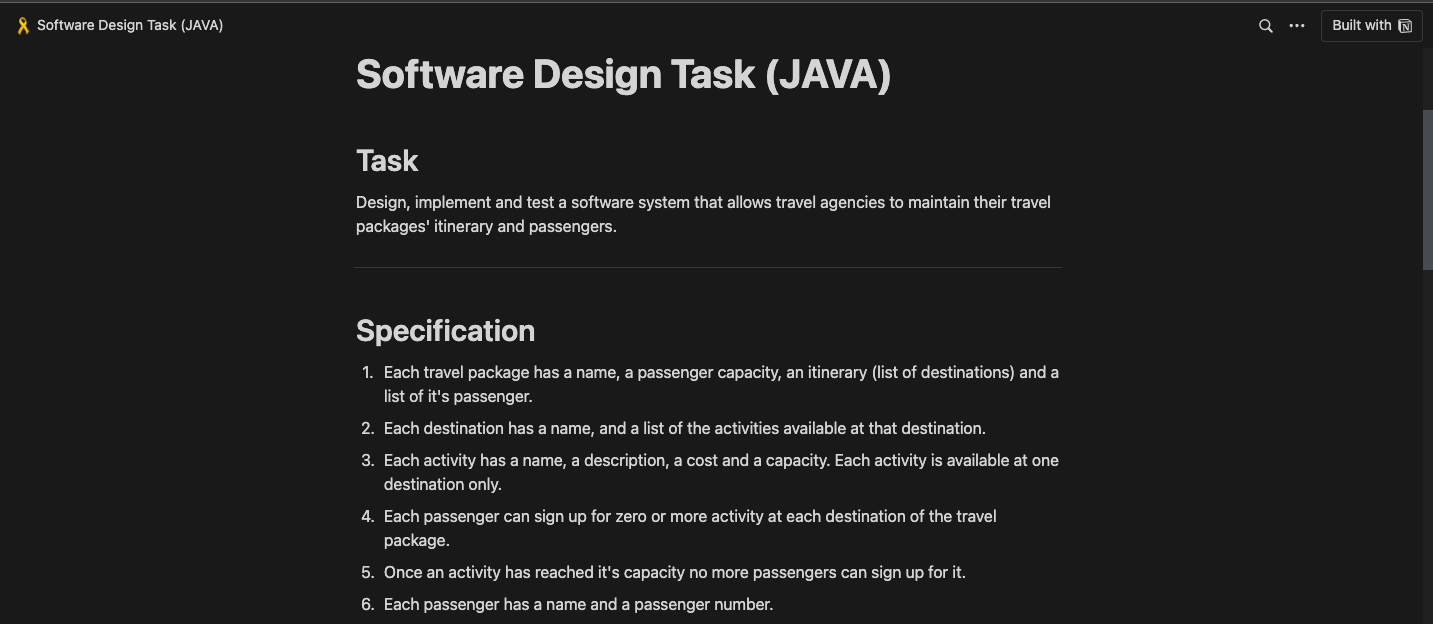 Software Design Task (JAVA)
Built with
Software Design Task (JAVA)
Task
Design, implement and test a software system that allows travel agencies to maintain their travel
packages' itinerary and passengers.
Specification
1. Each travel package has a name, a passenger capacity, an itinerary (list of destinations) and a
list of it's passenger.
2. Each destination has a name, and a list of the activities available at that destination.
3. Each activity has a name, a description, a cost and a capacity. Each activity is available at one
destination only.
4. Each passenger can sign up for zero or more activity at each destination of the travel
package.
5. Once an activity has reached it's capacity no more passengers can sign up for it.
6. Each passenger has a name and a passenger number.